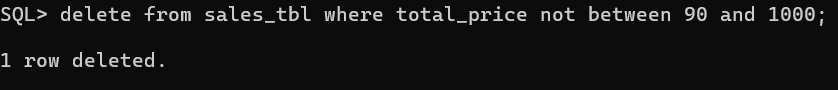 SQL> delete from sales_tbl where total_price not between 90 and 1000;
1 row deleted.